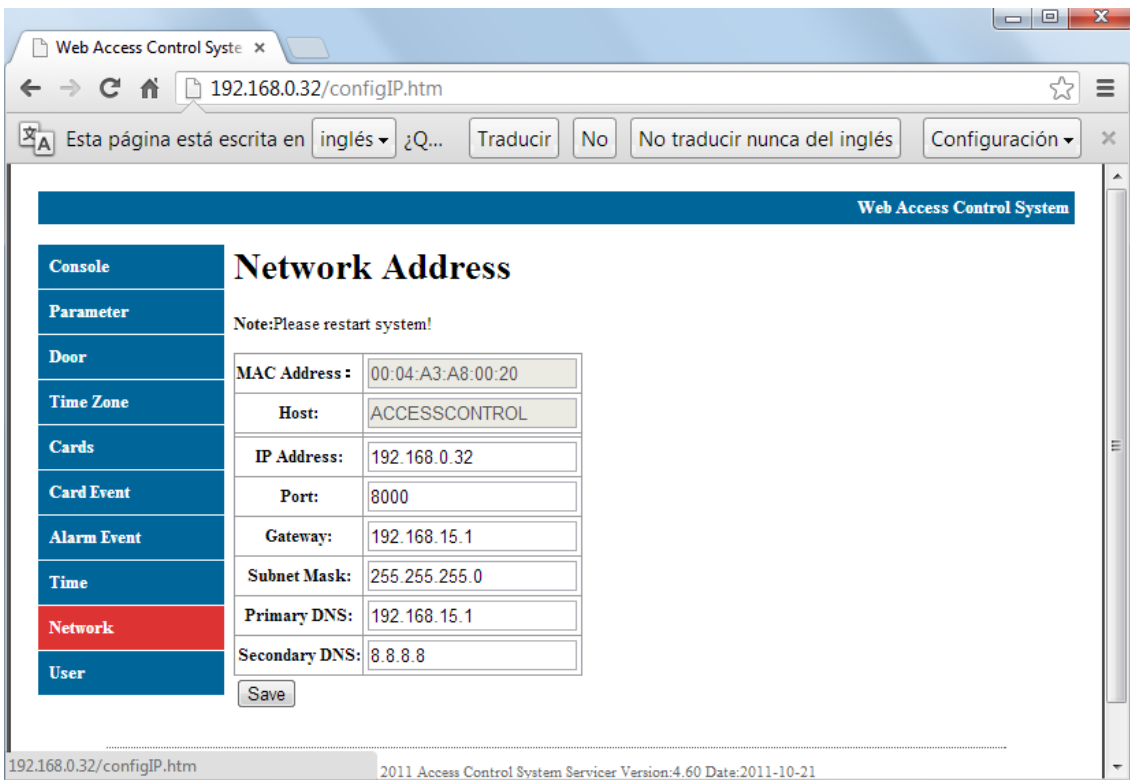 Web Access Control Syste
192.168.0.32/configIP.htm
Esta página está escrita en inglés ¿Q... Traducir No No traducir nunca del inglés Configuración
Web Access Control System
Console
Parameter
Door
Time Zone
Cards
Card Event
Alarm Event
Time
Network
User
Network Address
Note:Please restart system!
MAC Address: 00:04:A3:A8:00:20
Host: ACCESSCONTROL
IP Address: 192.168.0.32
Port: 8000
Gateway: 192.168.15.1
Subnet Mask: 255.255.255.0
Primary DNS: 192.168.15.1
Secondary DNS: 8.8.8.8
Save
192.168.0.32/configIP.htm
2011 Access Control System Servicer Version:4.60 Date:2011-10-21